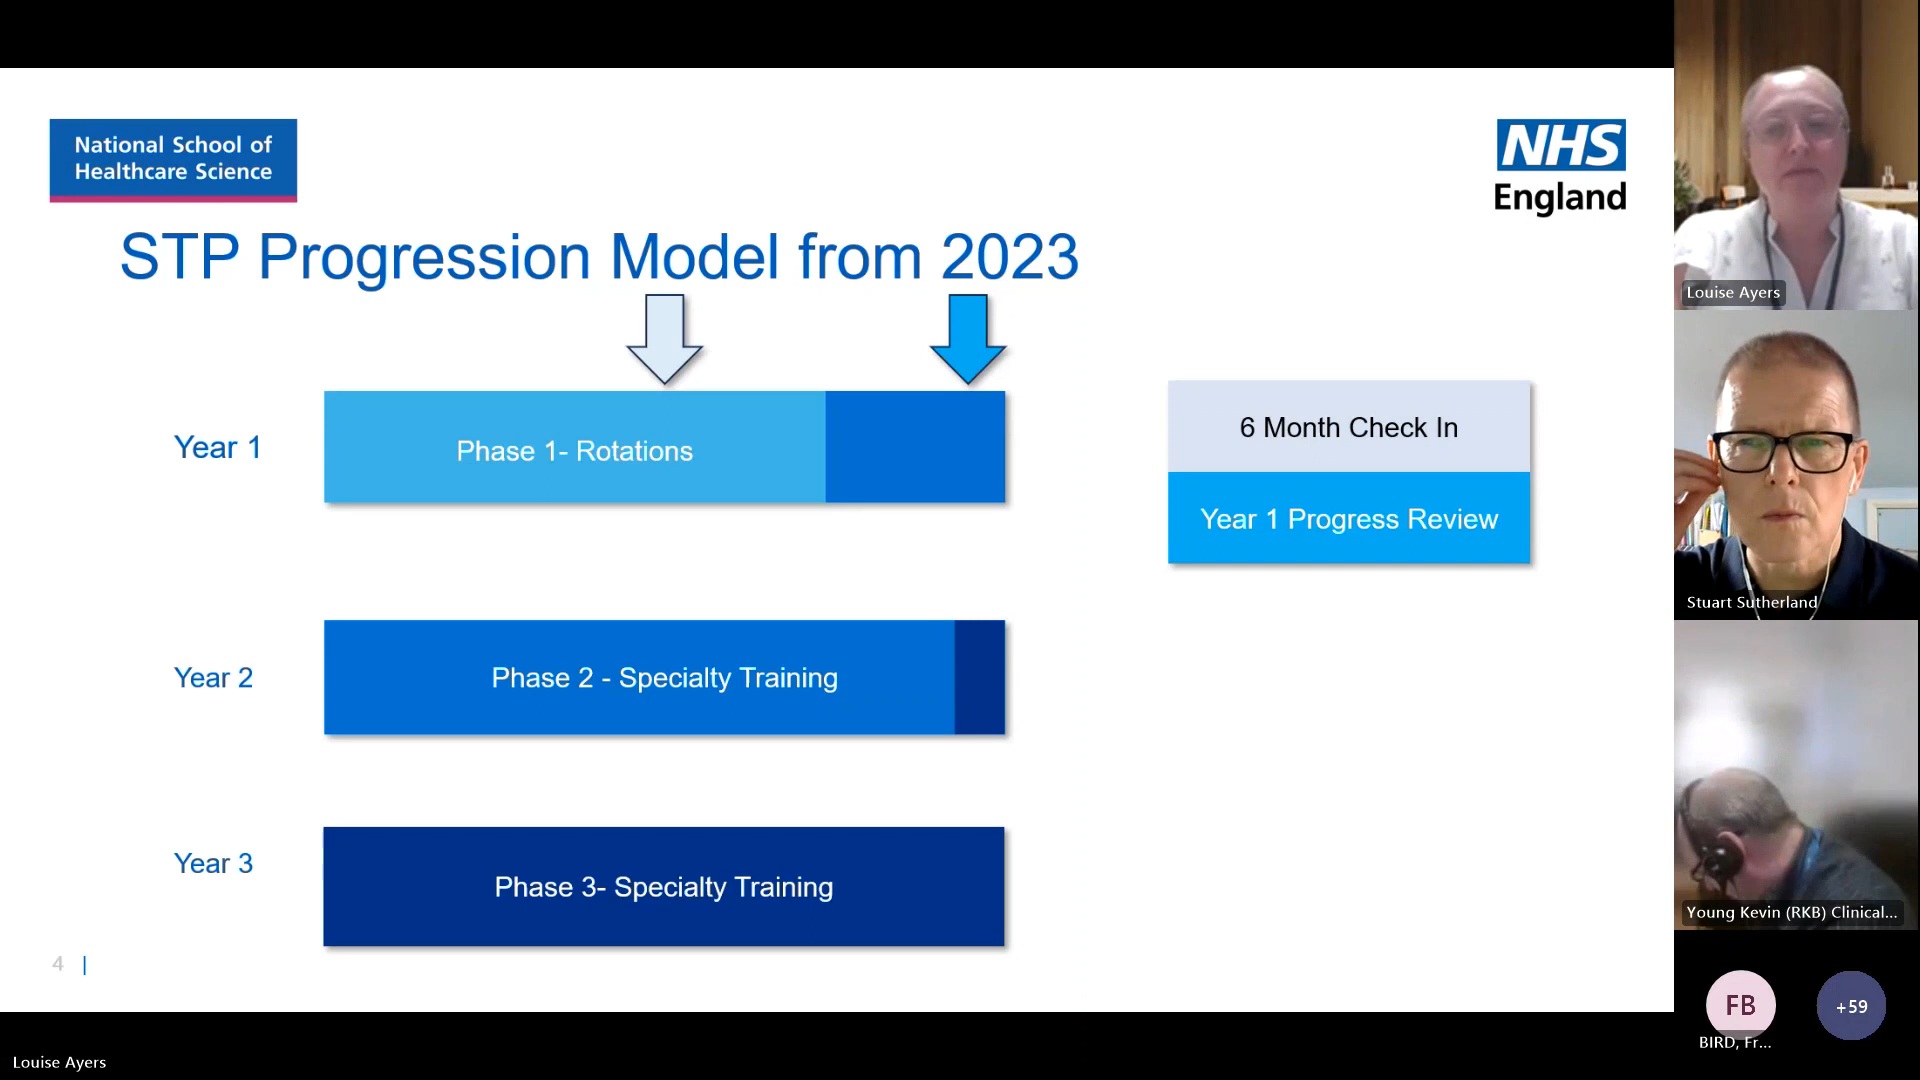 National School of
Healthcare Science
NHS
England
STP Progression Model from 2023
Year 1
Phase 1- Rotations
6 Month Check In
Year 1 Progress Review
Year 2
Phase 2 - Specialty Training
Year 3
Phase 3- Specialty Training
4 |
Louise Ayers
Stuart Sutherland
Young Kevin (RKB) Clinical...
FB
BIRD, Fr...
+59
Louise Ayers